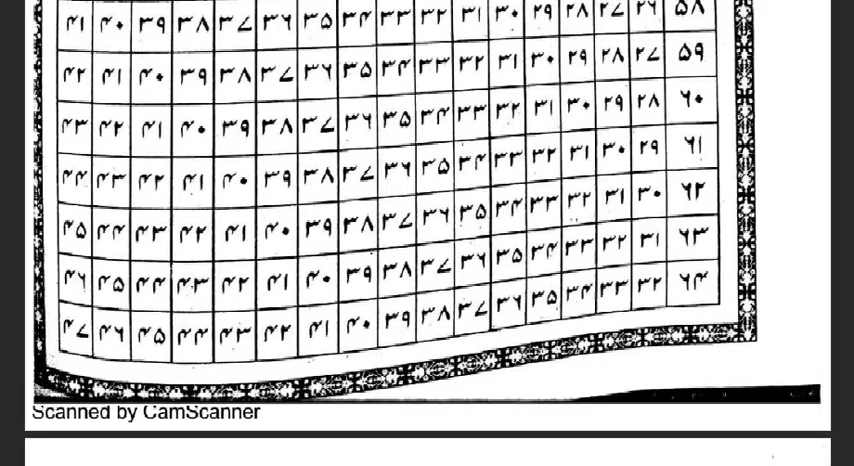 ۵۸ ۲۶ ۲۷ ۲۸ ۲۹ ۳۰ ۳۱ ۳۲ ۳۳ ۳۴ ۳۵ ۳۶ ۳۷ ۳۸ ۳۹ ۴۰ ۴۱
۵۹ ۲۷ ۲۸ ۲۹ ۳۰ ۳۱ ۳۲ ۳۳ ۳۴ ۳۵ ۳۶ ۳۷ ۳۸ ۳۹ ۴۰ ۴۱ ۴۲
۶۰ ۲۸ ۲۹ ۳۰ ۳۱ ۳۲ ۳۳ ۳۴ ۳۵ ۳۶ ۳۷ ۳۸ ۳۹ ۴۰ ۴۱ ۴۲ ۴۳
۶۱ ۲۹ ۳۰ ۳۱ ۳۲ ۳۳ ۳۴ ۳۵ ۳۶ ۳۷ ۳۸ ۳۹ ۴۰ ۴۱ ۴۲ ۴۳ ۴۴
۶۲ ۳۰ ۳۱ ۳۲ ۳۳ ۳۴ ۳۵ ۳۶ ۳۷ ۳۸ ۳۹ ۴۰ ۴۱ ۴۲ ۴۳ ۴۴ ۴۵
۶۳ ۳۱ ۳۲ ۳۳ ۳۴ ۳۵ ۳۶ ۳۷ ۳۸ ۳۹ ۴۰ ۴۱ ۴۲ ۴۳ ۴۴ ۴۵ ۴۶
۶۴ ۳۲ ۳۳ ۳۴ ۳۵ ۳۶ ۳۷ ۳۸ ۳۹ ۴۰ ۴۱ ۴۲ ۴۳ ۴۴ ۴۵ ۴۶ ۴۷
Scanned by CamScanner